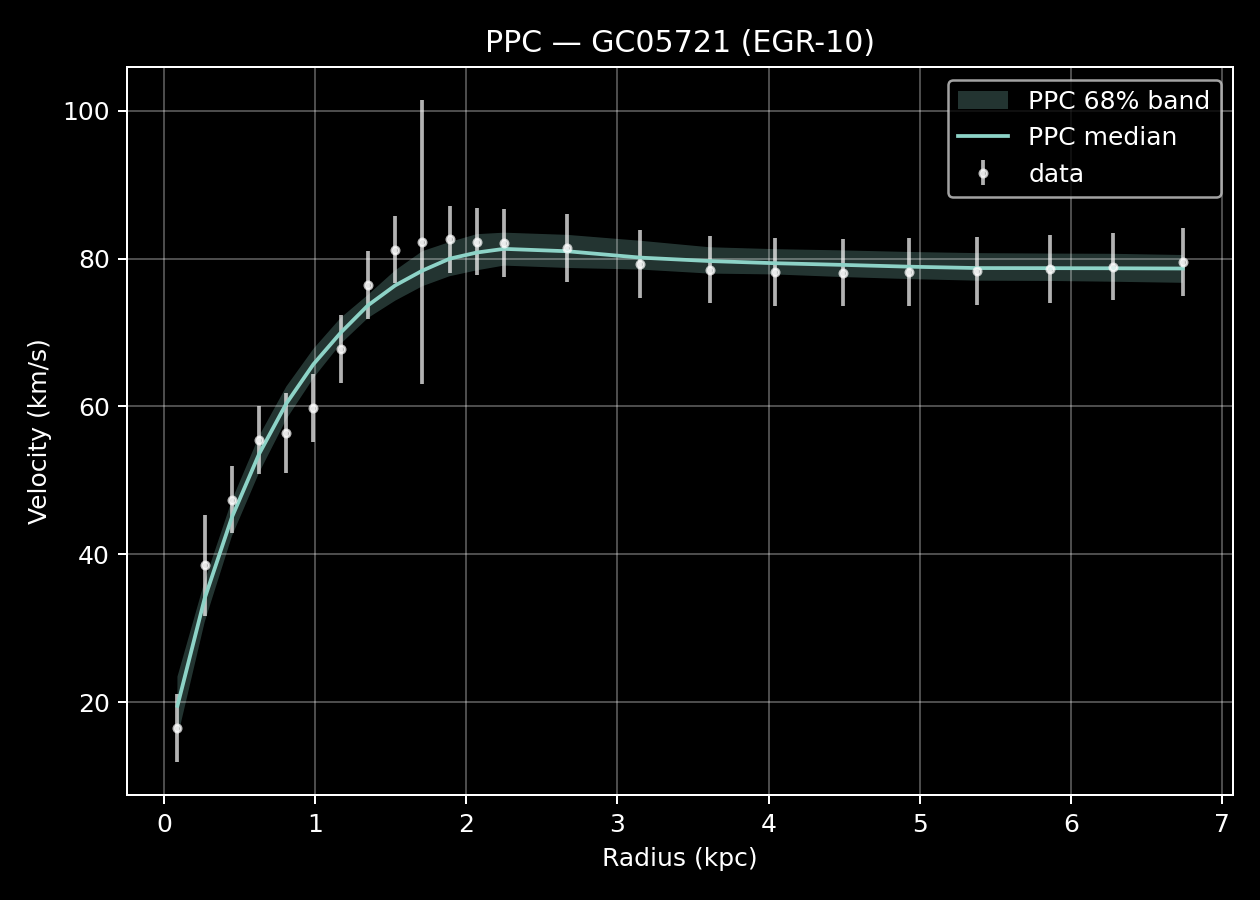 PPC — GC05721 (EGR-10)
PPC 68% band
PPC median
data
100
80
60
40
20
Velocity (km/s)
0 1 2 3 4 5 6 7
Radius (kpc)